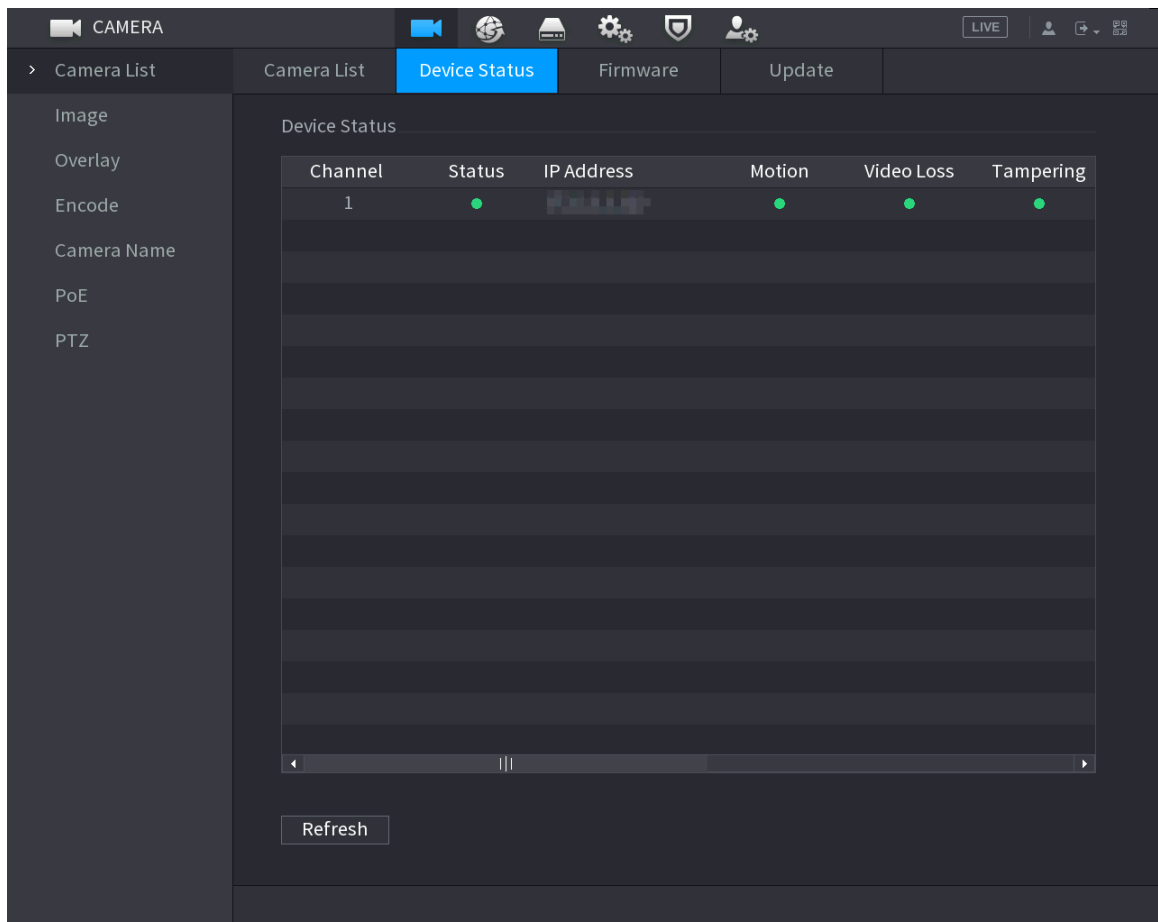 CAMERA LIVE
Camera List Camera List Device Status Firmware Update
Image
Overlay
Encode
Camera Name
PoE
PTZ
Device Status
Channel Status IP Address Motion Video Loss Tampering
1
Refresh